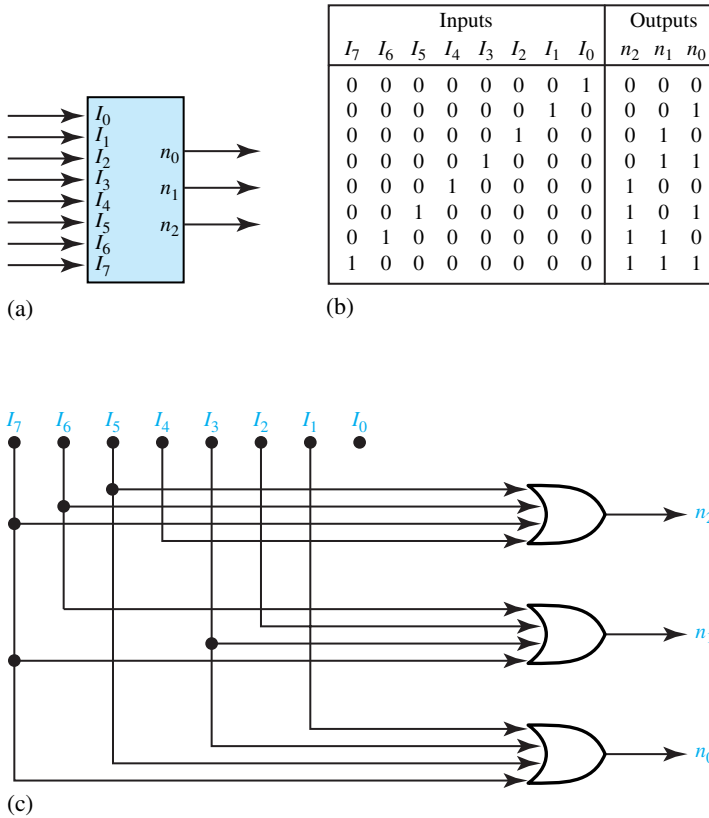 I0
I1
I2
I3
I4
I5
I6
I7
n0
n1
n2
(a)
Inputs Outputs
I7 I6 I5 I4 I3 I2 I1 I0 n2 n1 n0
0 0 0 0 0 0 0 1 0 0 0
0 0 0 0 0 0 1 0 0 0 1
0 0 0 0 0 1 0 0 0 1 0
0 0 0 0 1 0 0 0 0 1 1
0 0 0 1 0 0 0 0 1 0 0
0 0 1 0 0 0 0 0 1 0 1
0 1 0 0 0 0 0 0 1 1 0
1 0 0 0 0 0 0 0 1 1 1
(b)
I7 I6 I5 I4 I3 I2 I1 I0
n2
n1
n0
(c)